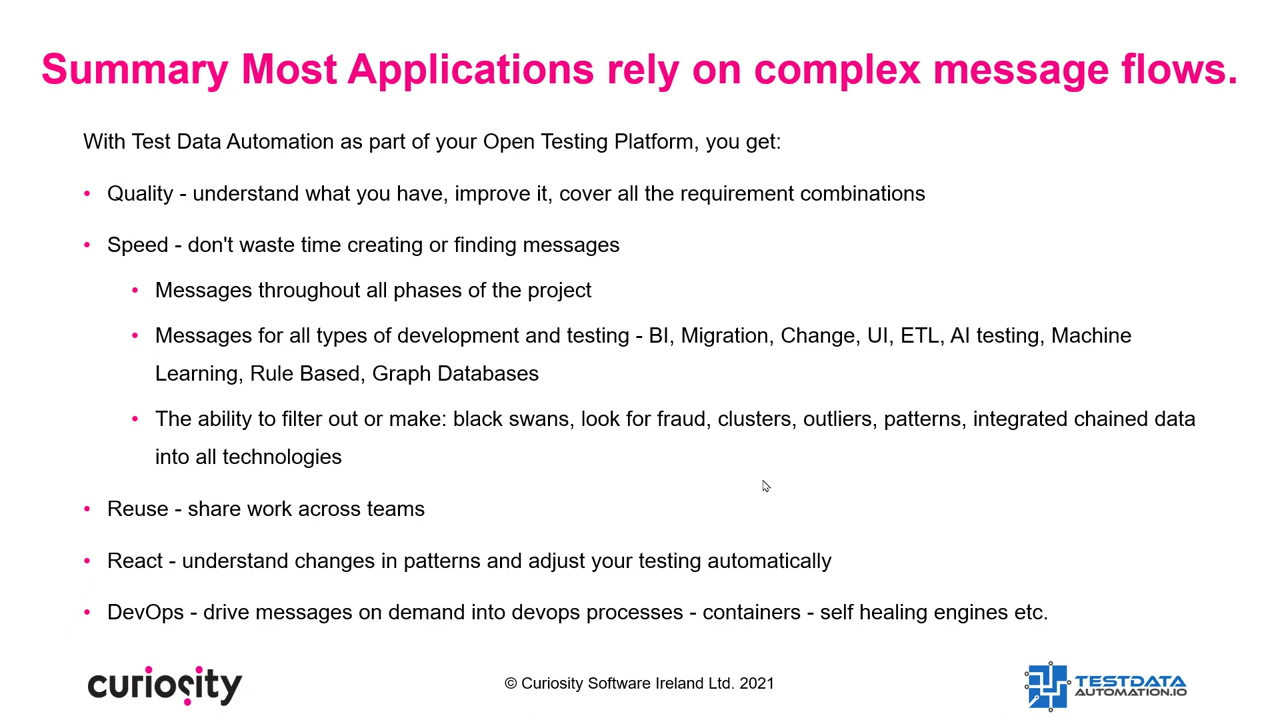 Summary Most Applications rely on complex message flows.
With Test Data Automation as part of your Open Testing Platform, you get:
• Quality - understand what you have, improve it, cover all the requirement combinations
• Speed - don't waste time creating or finding messages
• Messages throughout all phases of the project
• Messages for all types of development and testing - BI, Migration, Change, UI, ETL, AI testing, Machine
Learning, Rule Based, Graph Databases
• The ability to filter out or make: black swans, look for fraud, clusters, outliers, patterns, integrated chained data
into all technologies
• Reuse - share work across teams
• React - understand changes in patterns and adjust your testing automatically
• DevOps - drive messages on demand into devops processes - containers - self healing engines etc.
curiosity
© Curiosity Software Ireland Ltd. 2021
TESTDATA
AUTOMATION.IO